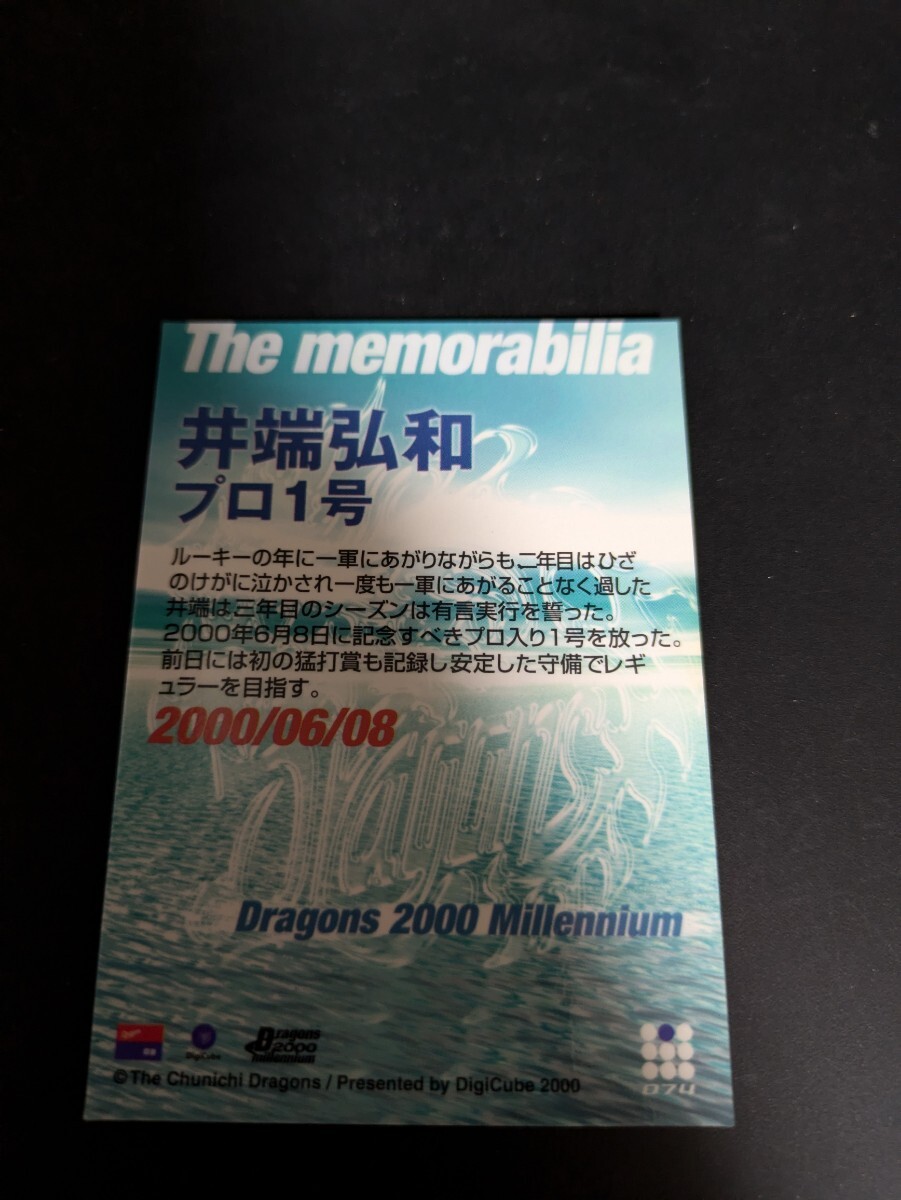 The memorabilia
井端弘和
プロ1号
ルーキーの年に一軍にあがりながらも二年目はひざ
のけがに泣かされ一度も一軍にあがることなく過した
井端は三年目のシーズンは有言実行を誓った。
2000年6月8日に記念すべきプロ入り1号を放った。
前日には初の猛打賞も記録し安定した守備でレギ
ュラーを目指す。
2000/06/08
Dragons
Dragons 2000 Millennium
DigiCube
Dragons
2000
Millennium
©The Chunichi Dragons / Presented by DigiCube 2000
074